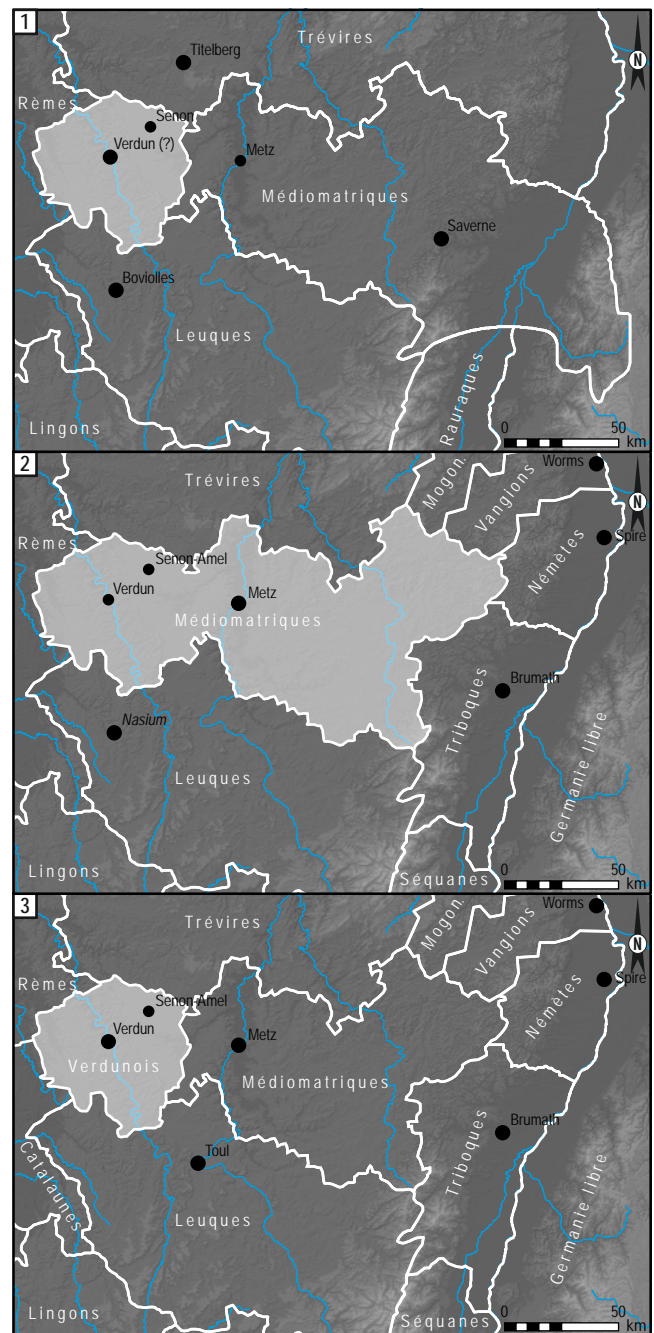 1
Titelberg
Trévires
N
Rèmes
Senon
Verdun (?)
Metz
Médiomatriques
Saverne
Boviolles
Leuques
Rauraques
Lingons
0 50
km
2
Worms
Mogon.
Vangions
N
Trévires
Rèmes
Senon-Amel
Spire
Némètes
Verdun
Metz
Médiomatriques
Brumath
Triboques
Nasium
Leuques
Germanie libre
Lingons
Séquanes
0 50
km
3
Worms
Mogon.
Vangions
N
Trévires
Rèmes
Senon-Amel
Spire
Némètes
Verdun
Metz
Verdunois
Médiomatriques
Brumath
Triboques
Toul
Catalaunes
Leuques
Germanie libre
Lingons
Séquanes
0 50
km